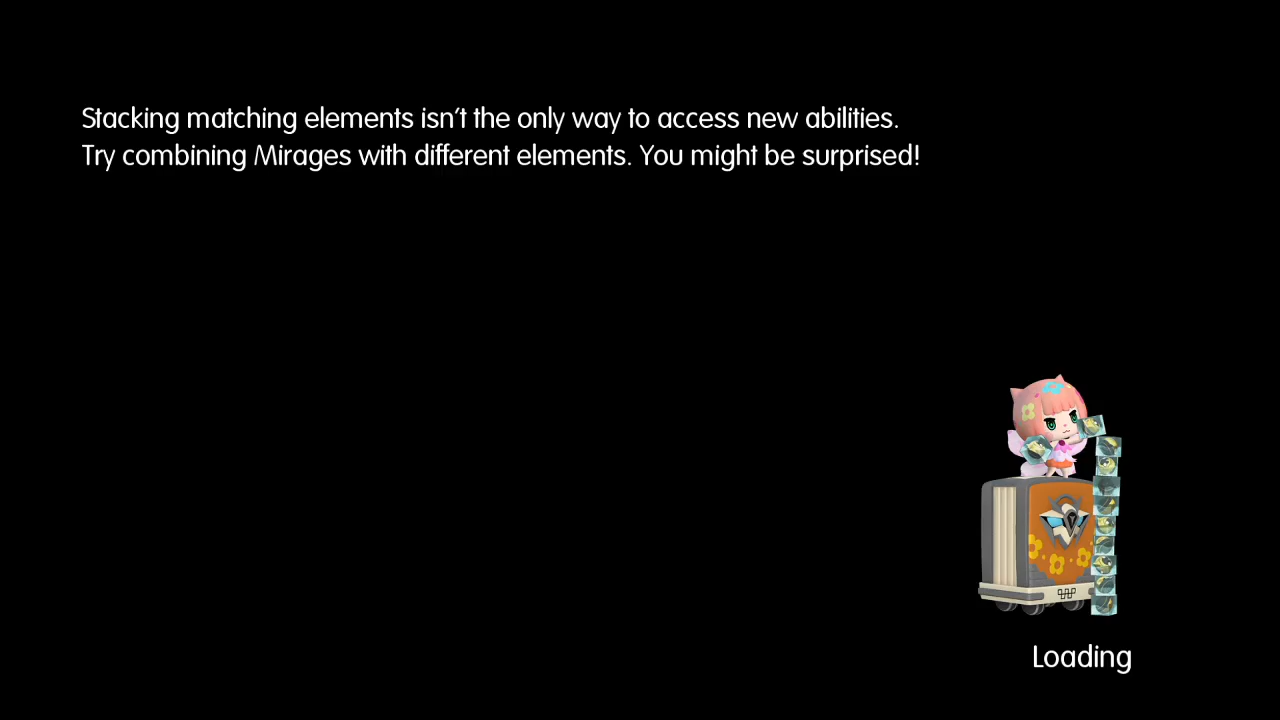 Stacking matching elements isn't the only way to access new abilities.
Try combining Mirages with different elements. You might be surprised!
Loading